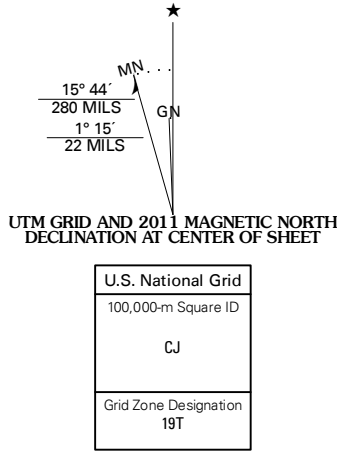 ★
MN
15° 44´
280 MILS
GN
1° 15´
22 MILS
UTM GRID AND 2011 MAGNETIC NORTH
DECLINATION AT CENTER OF SHEET
U.S. National Grid
100,000-m Square ID
CJ
Grid Zone Designation
19T